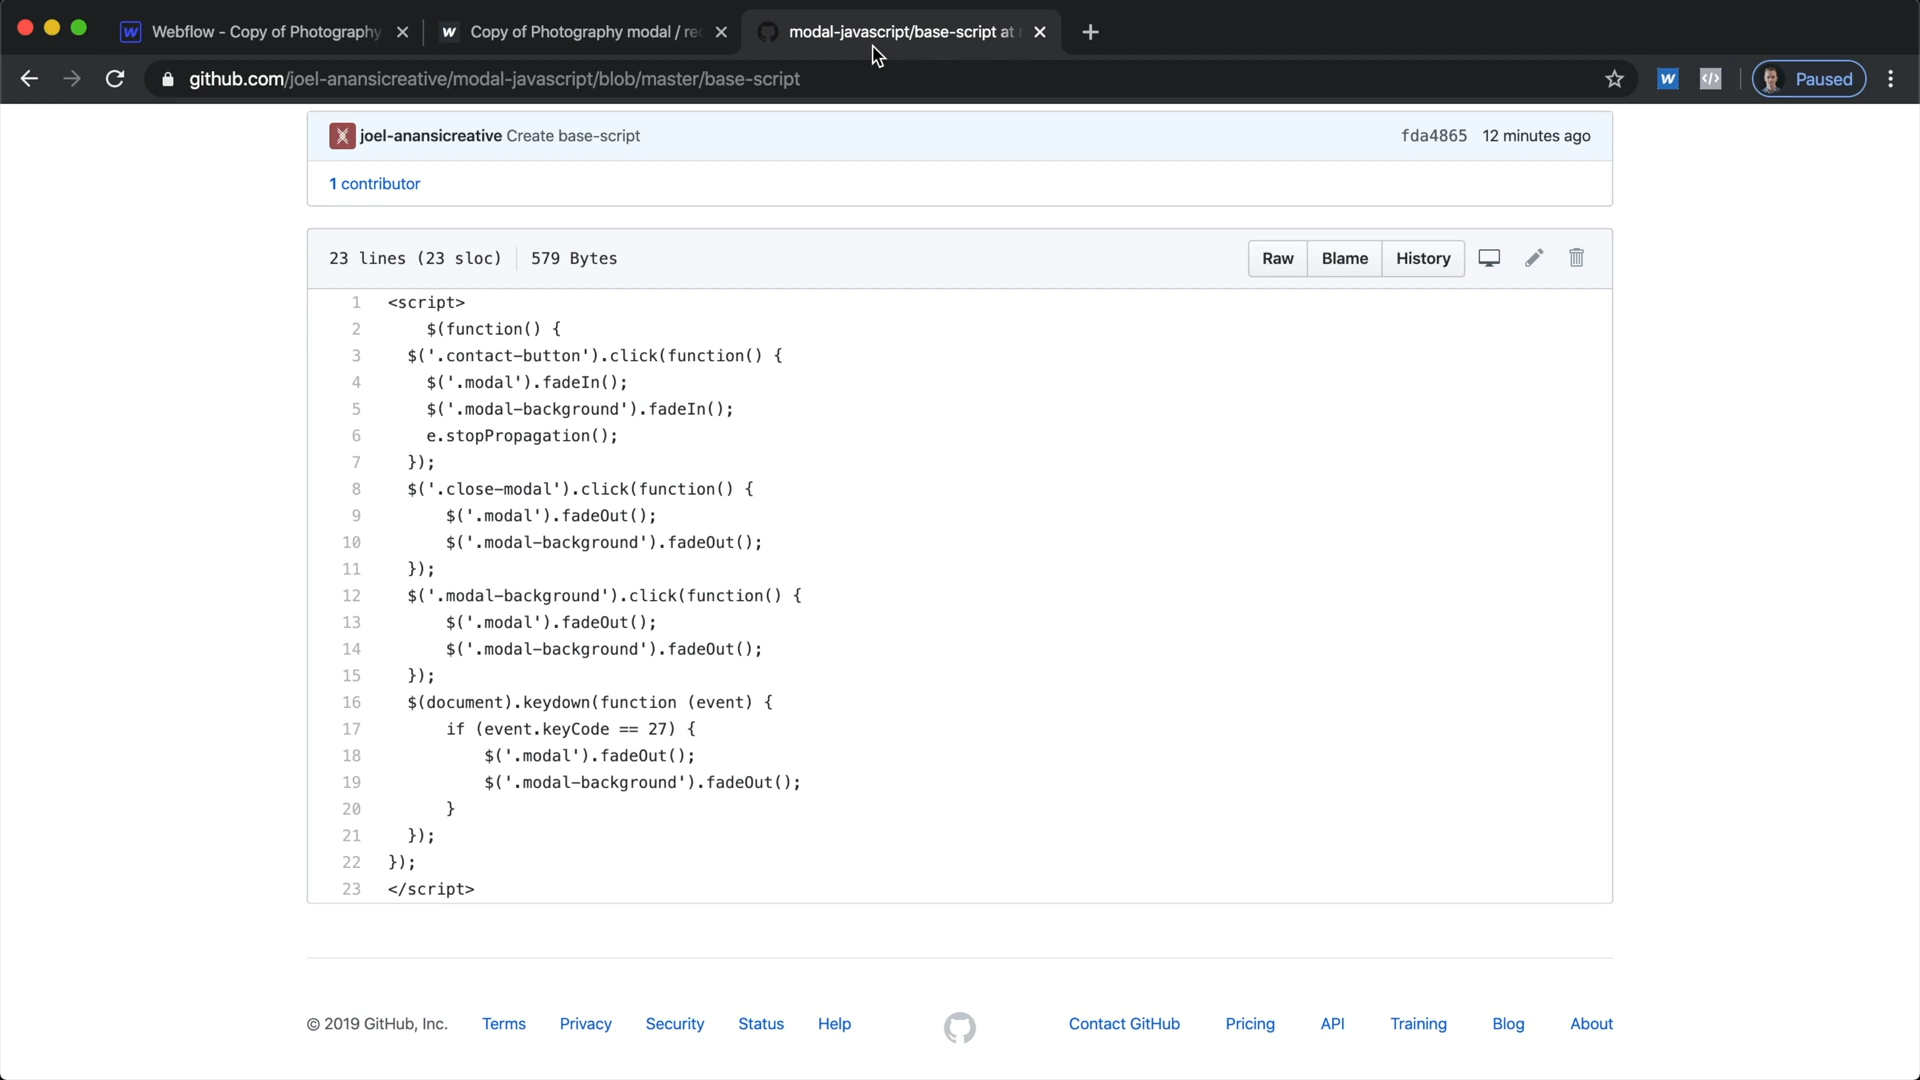 Webflow - Copy of Photography
Copy of Photography modal / re
modal-javascript/base-script at
github.com/joel-anansicreative/modal-javascript/blob/master/base-script
Paused
joel-anansicreative Create base-script
fda4865 12 minutes ago
1 contributor
23 lines (23 sloc) 579 Bytes
Raw Blame History
1 <script>
2 $(function() {
3 $('.contact-button').click(function() {
4 $('.modal').fadeIn();
5 $('.modal-background').fadeIn();
6 e.stopPropagation();
7 });
8 $('.close-modal').click(function() {
9 $('.modal').fadeOut();
10 $('.modal-background').fadeOut();
11 });
12 $('.modal-background').click(function() {
13 $('.modal').fadeOut();
14 $('.modal-background').fadeOut();
15 });
16 $(document).keydown(function (event) {
17 if (event.keyCode == 27) {
18 $('.modal').fadeOut();
19 $('.modal-background').fadeOut();
20 }
21 });
22 });
23 </script>
© 2019 GitHub, Inc. Terms Privacy Security Status Help Contact GitHub Pricing API Training Blog About